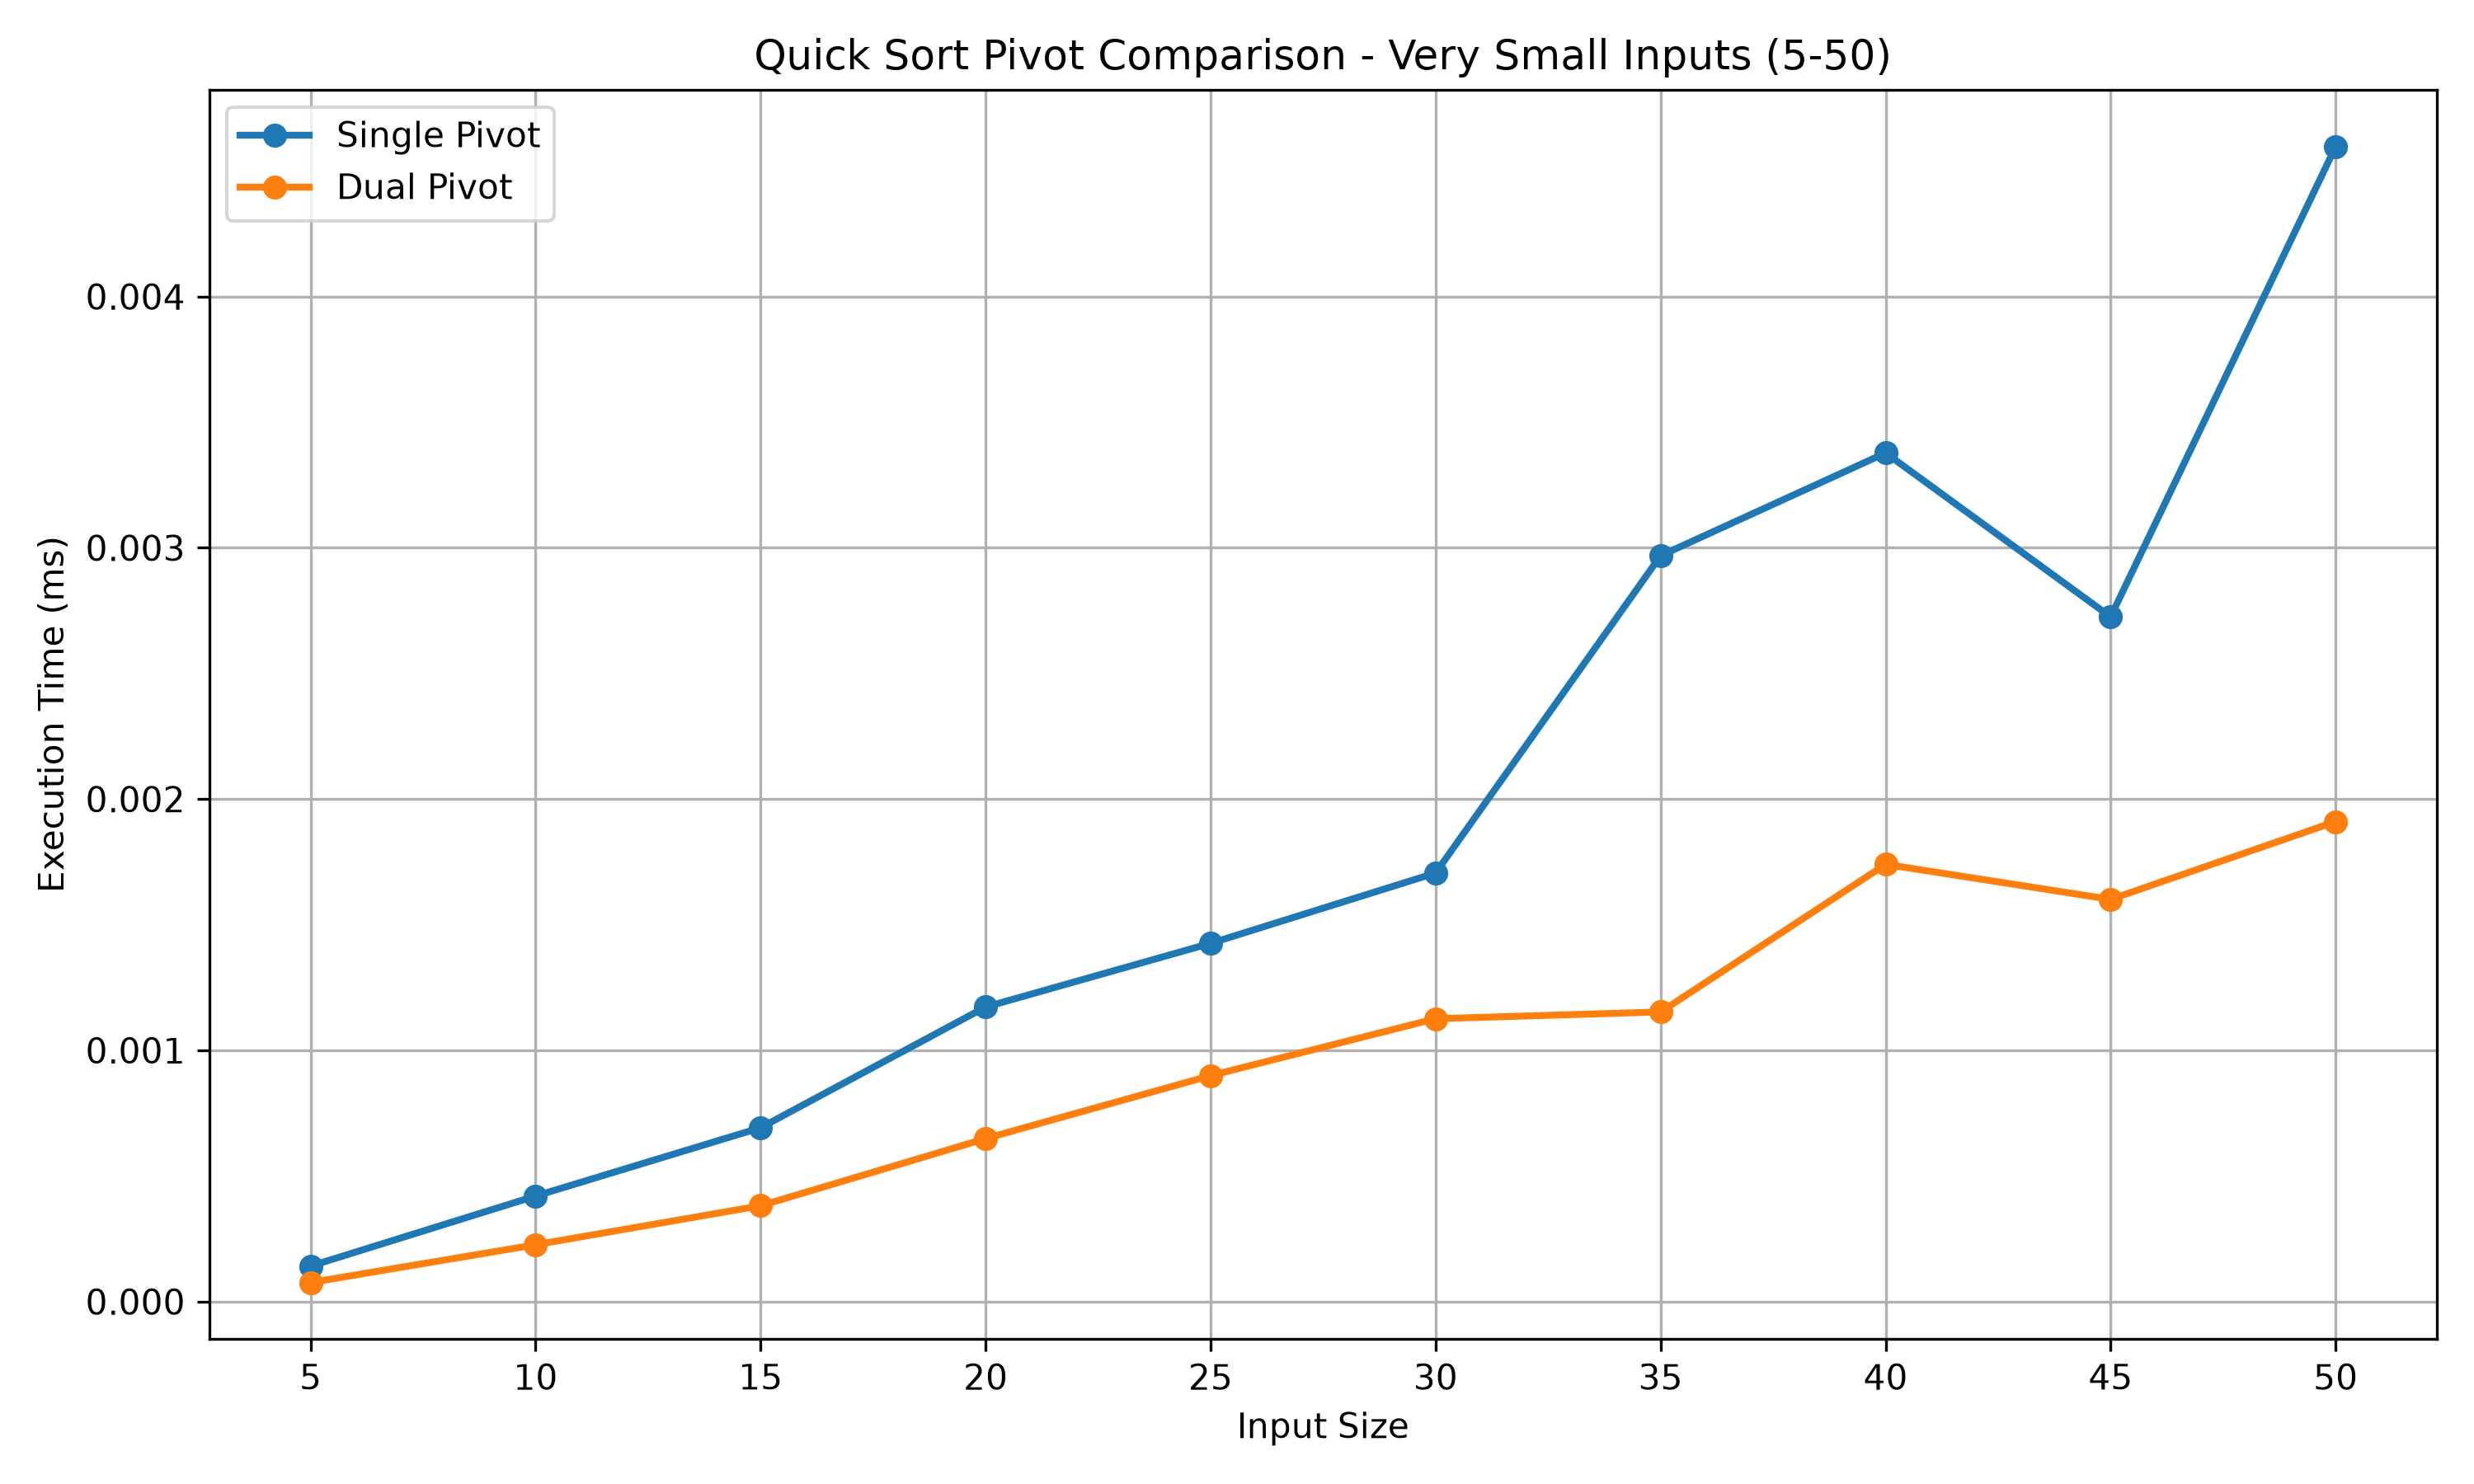 Quick Sort Pivot Comparison - Very Small Inputs (5-50)
Single Pivot
Dual Pivot
Execution Time (ms)
0.004
0.003
0.002
0.001
0.000
5 10 15 20 25 30 35 40 45 50
Input Size